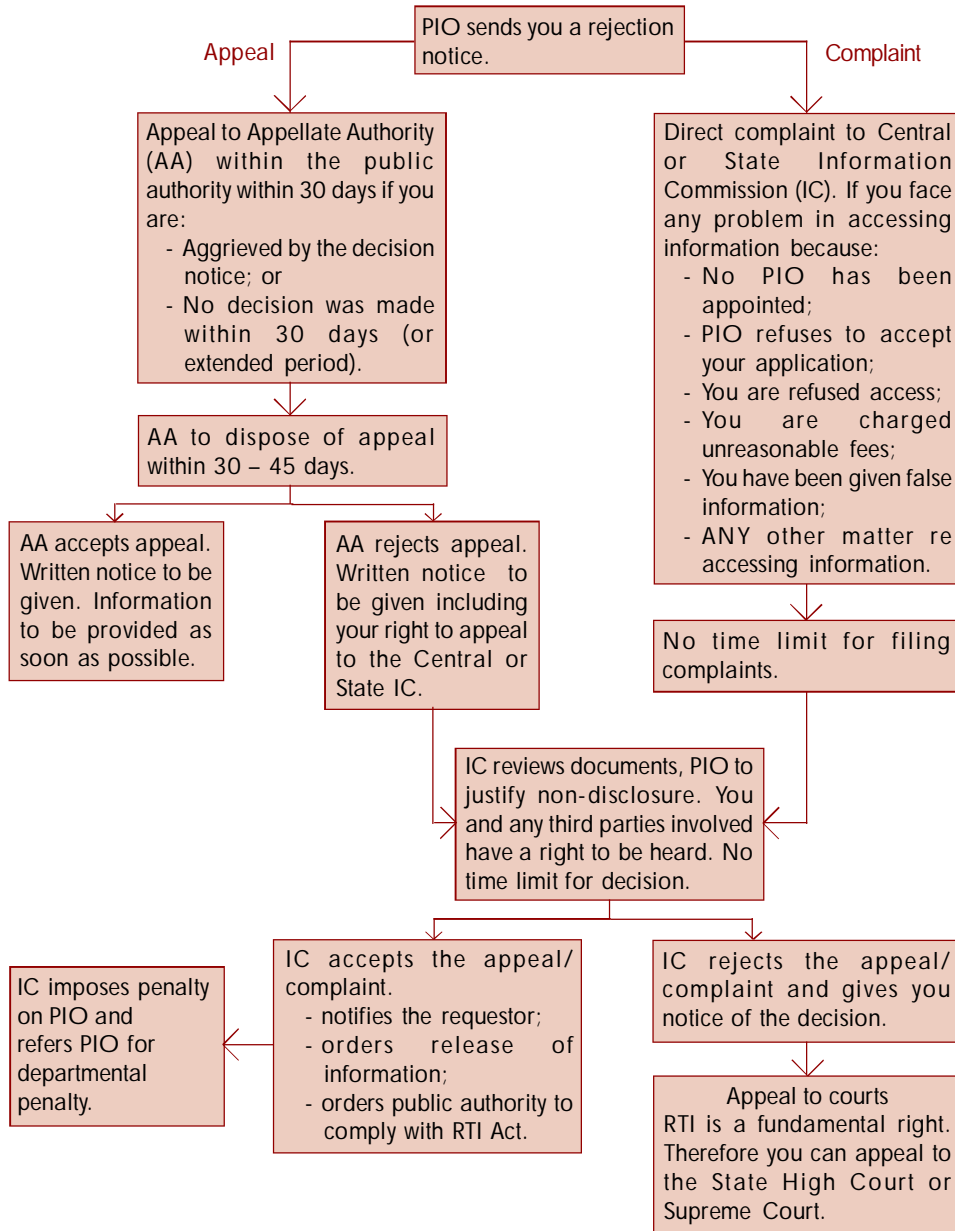 PIO sends you a rejection
notice.
Appeal
Complaint
Appeal to Appellate Authority
(AA) within the public
authority within 30 days if you
are:
- Aggrieved by the decision
notice; or
- No decision was made
within 30 days (or
extended period).
Direct complaint to Central
or State Information
Commission (IC). If you face
any problem in accessing
information because:
- No PIO has been
appointed;
- PIO refuses to accept
your application;
- You are refused access;
- You are charged
unreasonable fees;
- You have been given false
information;
- ANY other matter re
accessing information.
AA to dispose of appeal
within 30 – 45 days.
AA accepts appeal.
Written notice to be
given. Information
to be provided as
soon as possible.
AA rejects appeal.
Written notice to
be given including
your right to appeal
to the Central or
State IC.
No time limit for filing
complaints.
IC reviews documents, PIO to
justify non-disclosure. You
and any third parties involved
have a right to be heard. No
time limit for decision.
IC imposes penalty
on PIO and
refers PIO for
departmental
penalty.
IC accepts the appeal/
complaint.
- notifies the requestor;
- orders release of
information;
- orders public authority to
comply with RTI Act.
IC rejects the appeal/
complaint and gives you
notice of the decision.
Appeal to courts
RTI is a fundamental right.
Therefore you can appeal to
the State High Court or
Supreme Court.